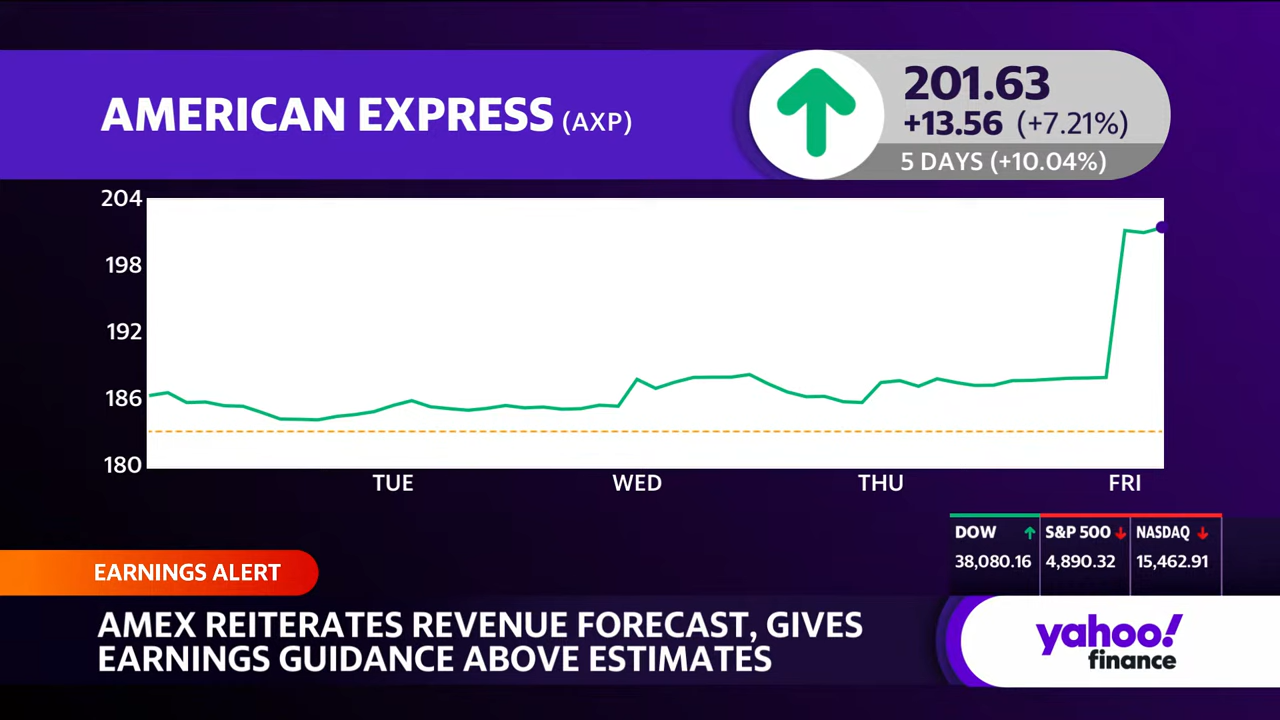 AMERICAN EXPRESS (AXP)
201.63
+13.56 (+7.21%)
5 DAYS (+10.04%)
204
198
192
186
180
TUE WED THU FRI
DOW S&P 500 NASDAQ
38,080.16 4,890.32 15,462.91
EARNINGS ALERT
AMEX REITERATES REVENUE FORECAST, GIVES
EARNINGS GUIDANCE ABOVE ESTIMATES
yahoo!
finance